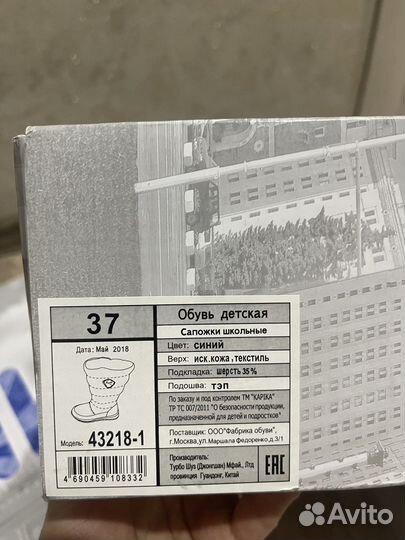 37
Обувь детская
Сапожки школьные
Дата: Май 2018
Цвет: синий
Верх: иск.кожа ,текстиль
Подкладка: шерсть 35 %
Подошва: тэп
По заказу и под контролем ТМ "KAPIKA"
ТР ТС 007/2011 "О безопасности продукции,
предназначенной для детей и подростков"
Модель: 43218-1
Поставщик: ООО"Фабрика обуви",
г.Москва,ул.Маршала Федоренко,д.3/1
Производитель:
Турбо Шуз (Джонгшан) Мфай., Лтд
провинция Гуандонг, Китай
EAC
4 690459 108332
Avito